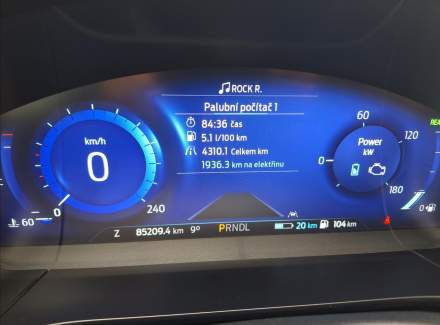 ROCK R.
Palubní počítač 1
84:36 čas
5.1 l/100 km
4310.1 Celkem km
1936.3 km na elektřinu
km/h
0
0
240
60
Power
kW
0
60
120
180
0
Z 85209.4 km 9° PRNDL 20 km 104 km